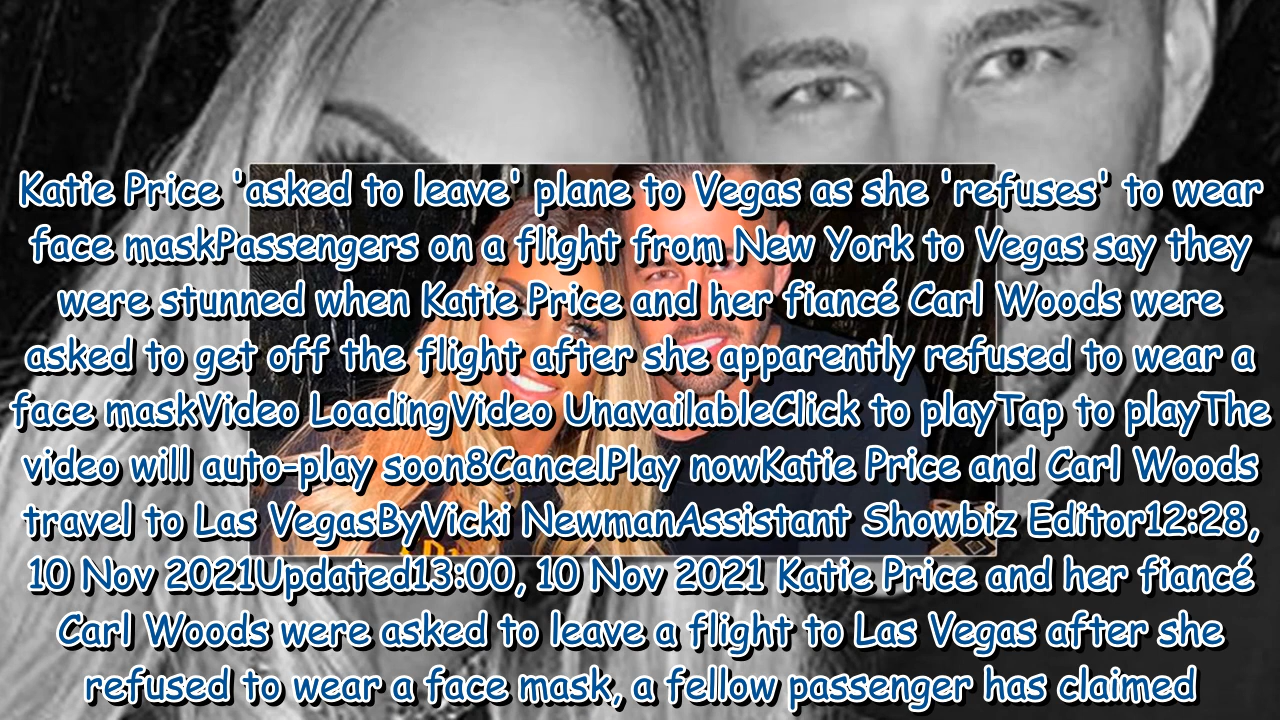 Katie Price 'asked to leave' plane to Vegas as she 'refuses' to wear
face maskPassengers on a flight from New York to Vegas say they
were stunned when Katie Price and her fiancé Carl Woods were
asked to get off the flight after she apparently refused to wear a
face maskVideo LoadingVideo UnavailableClick to playTap to playThe
video will auto-play soon8CancelPlay nowKatie Price and Carl Woods
travel to Las VegasByVicki NewmanAssistant Showbiz Editor12:28,
10 Nov 2021Updated13:00, 10 Nov 2021 Katie Price and her fiancé
Carl Woods were asked to leave a flight to Las Vegas after she
refused to wear a face mask, a fellow passenger has claimed